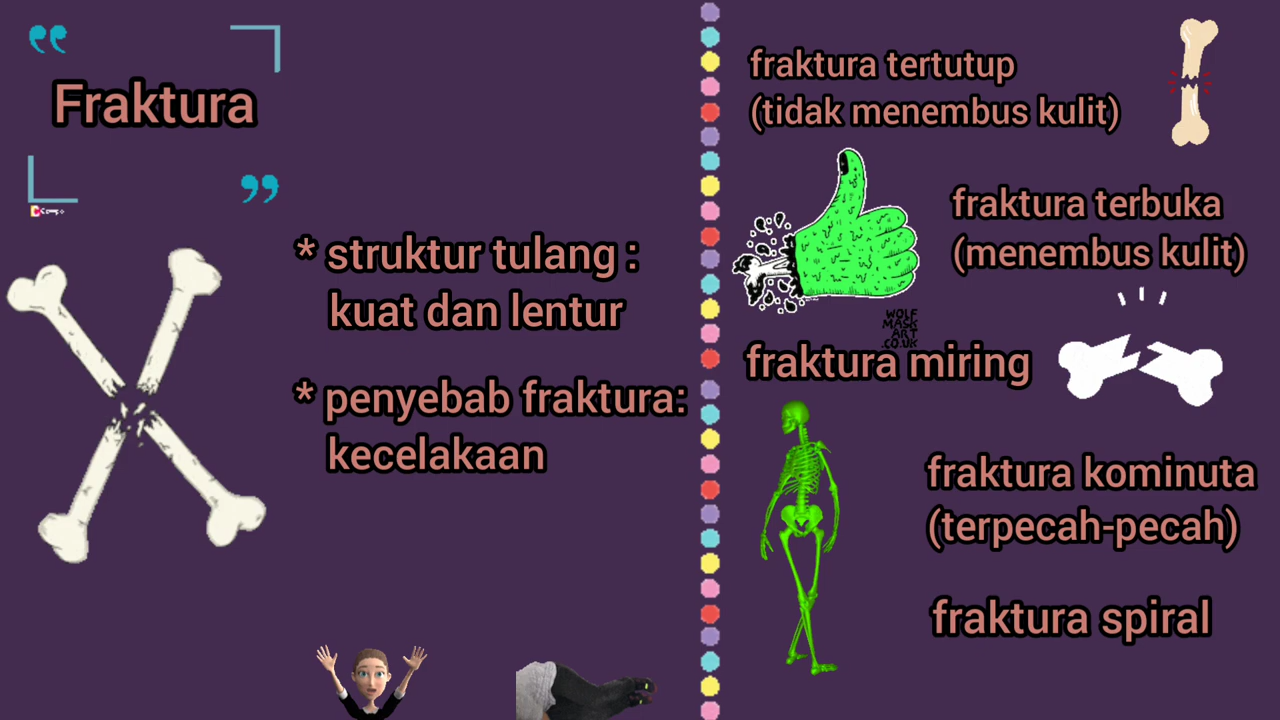 Fraktura
* struktur tulang :
kuat dan lentur
* penyebab fraktura:
kecelakaan
fraktura tertutup
(tidak menembus kulit)
fraktura terbuka
(menembus kulit)
WOLF
MASK
ART
.CO.UK
fraktura miring
fraktura kominuta
(terpecah-pecah)
fraktura spiral